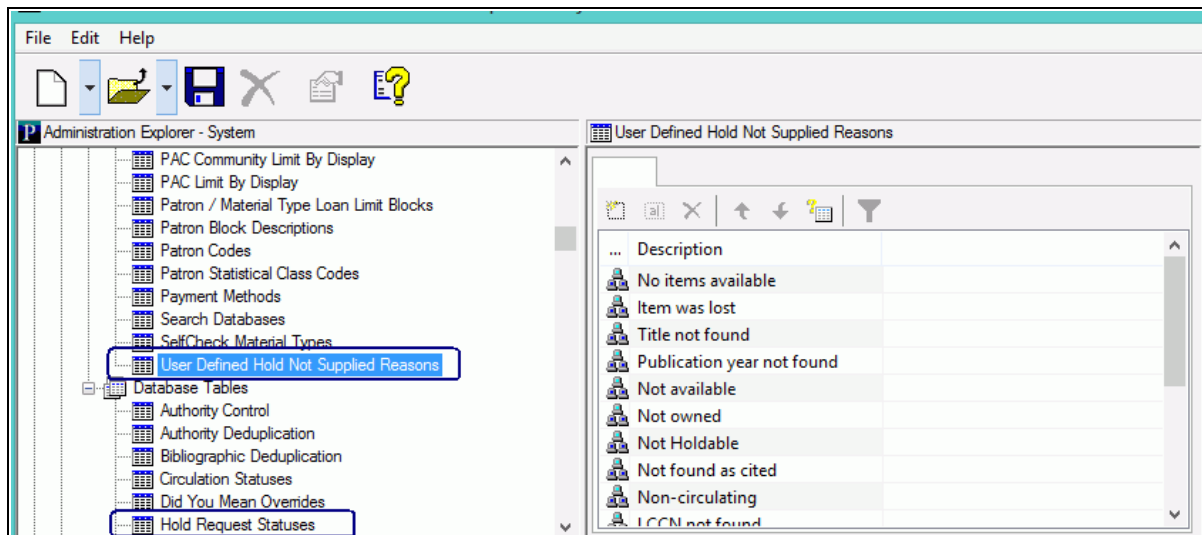 File Edit Help
Administration Explorer - System
PAC Community Limit By Display
PAC Limit By Display
Patron / Material Type Loan Limit Blocks
Patron Block Descriptions
Patron Codes
Patron Statistical Class Codes
Payment Methods
Search Databases
SelfCheck Material Types
User Defined Hold Not Supplied Reasons
Database Tables
Authority Control
Authority Deduplication
Bibliographic Deduplication
Circulation Statuses
Did You Mean Overrides
Hold Request Statuses
User Defined Hold Not Supplied Reasons
... Description
No items available
Item was lost
Title not found
Publication year not found
Not available
Not owned
Not Holdable
Not found as cited
Non-circulating
LCCN not found